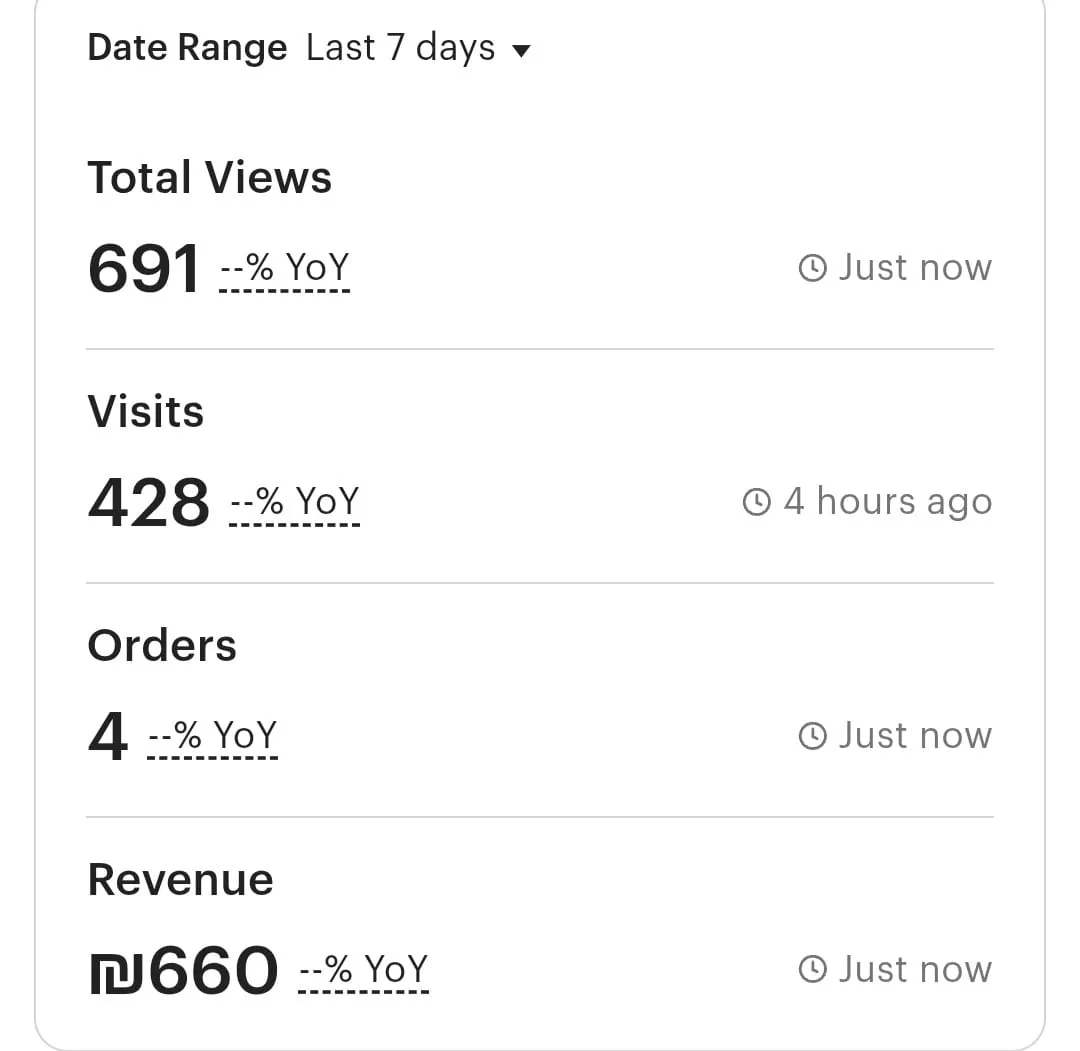 Date Range Last 7 days
Total Views
691 --% YoY Just now
Visits
428 --% YoY 4 hours ago
Orders
4 --% YoY Just now
Revenue
₪660 --% YoY Just now